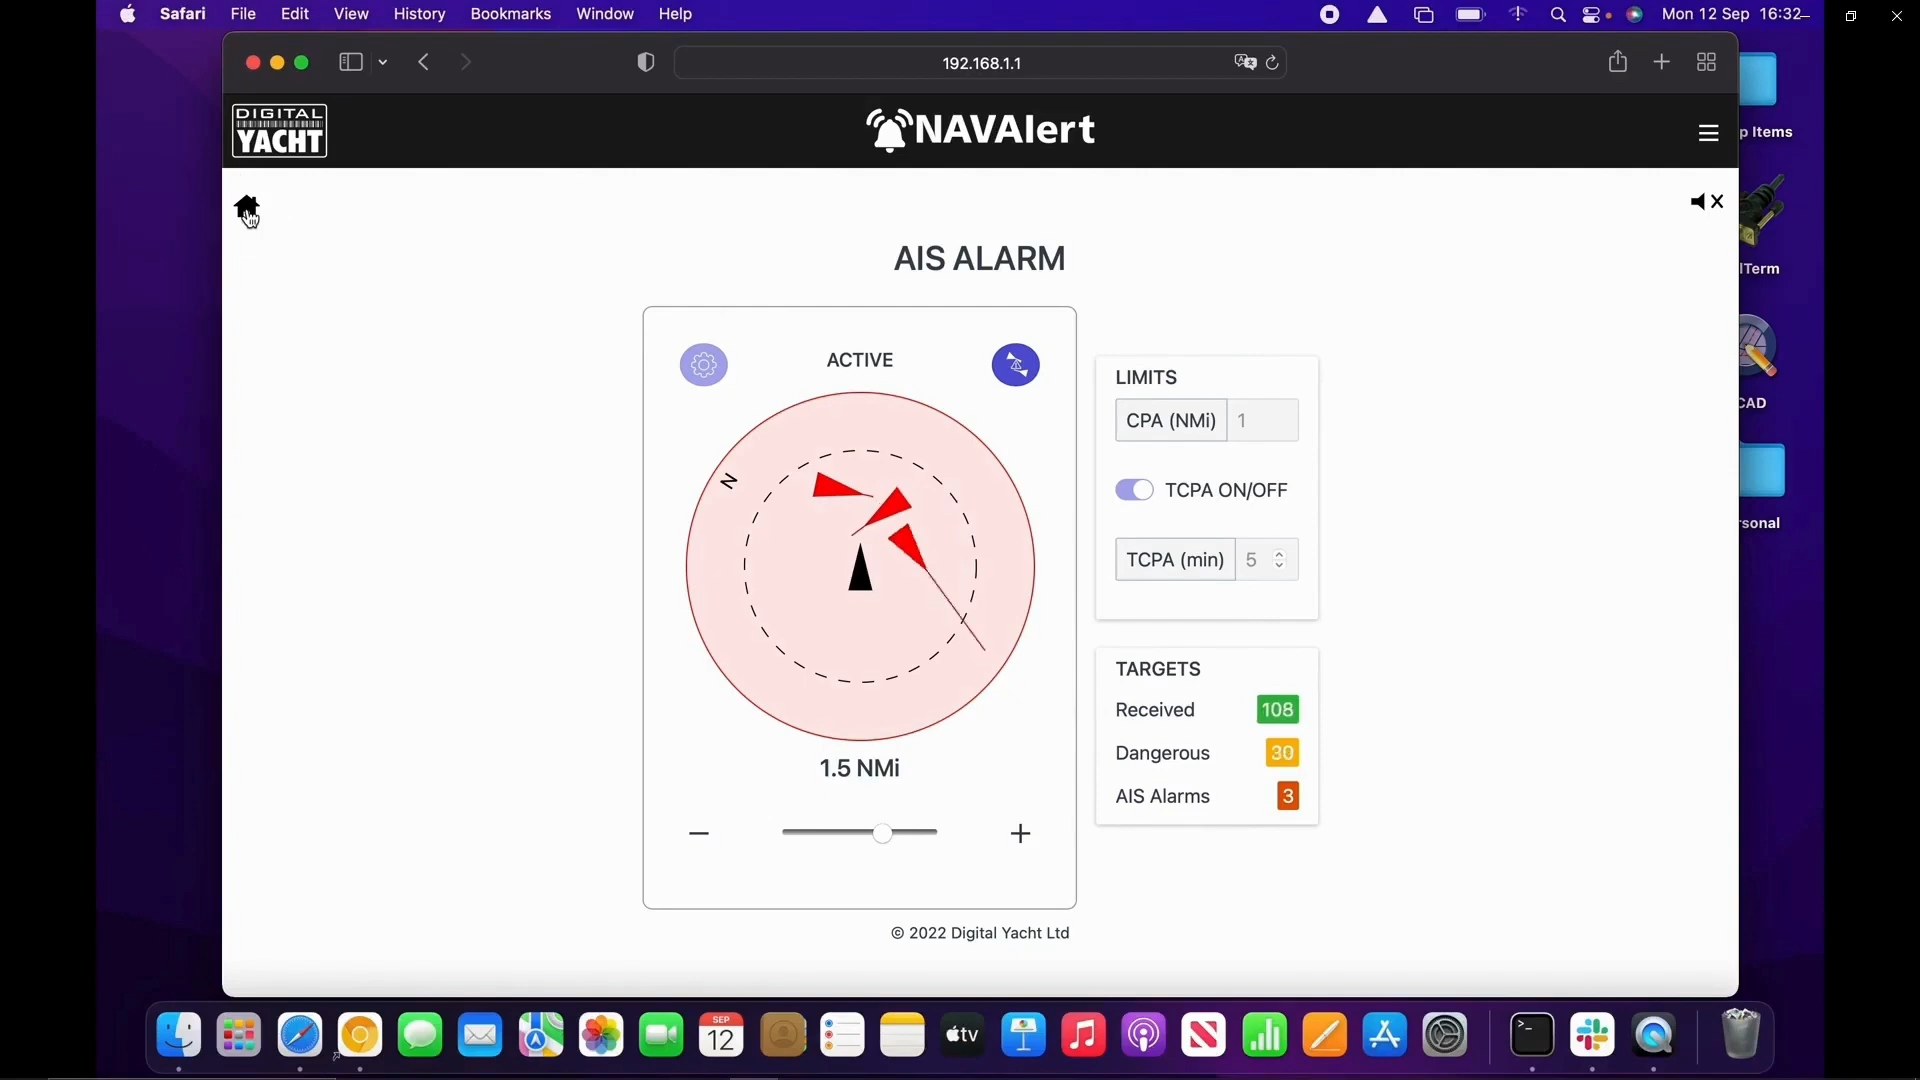 Safari File Edit View History Bookmarks Window Help Mon 12 Sep 16:32
192.168.1.1
DIGITAL
YACHT
NAVAlert
p Items
AIS ALARM
lTerm
ACTIVE
LIMITS
CPA (NMi) 1
CAD
N
TCPA ON/OFF
rsonal
TCPA (min) 5
TARGETS
Received 108
Dangerous 30
1.5 NMi
AIS Alarms 3
© 2022 Digital Yacht Ltd
SEP
12
tv